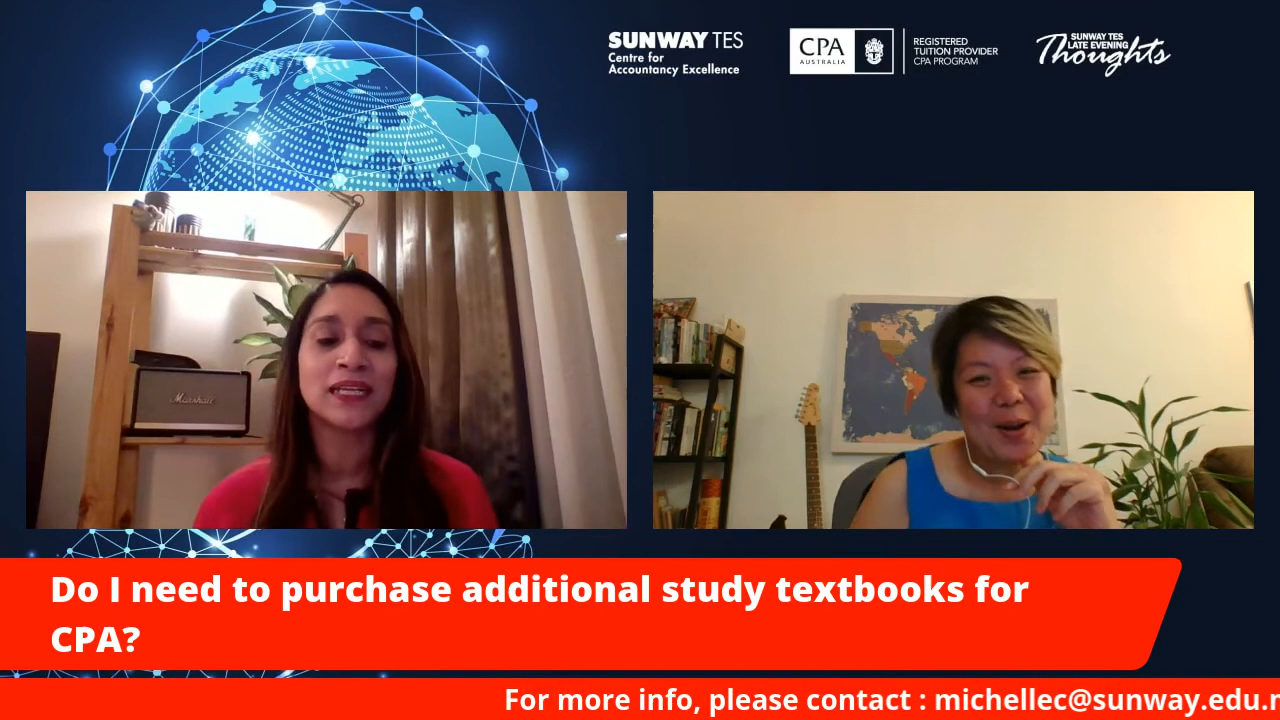 SUNWAY TES
Centre for
Accountancy Excellence
CPA
AUSTRALIA
REGISTERED
TUITION PROVIDER
CPA PROGRAM
SUNWAY TES
LATE EVENING
Thoughts
Marshall
Do I need to purchase additional study textbooks for
CPA?
For more info, please contact : michellec@sunway.edu.